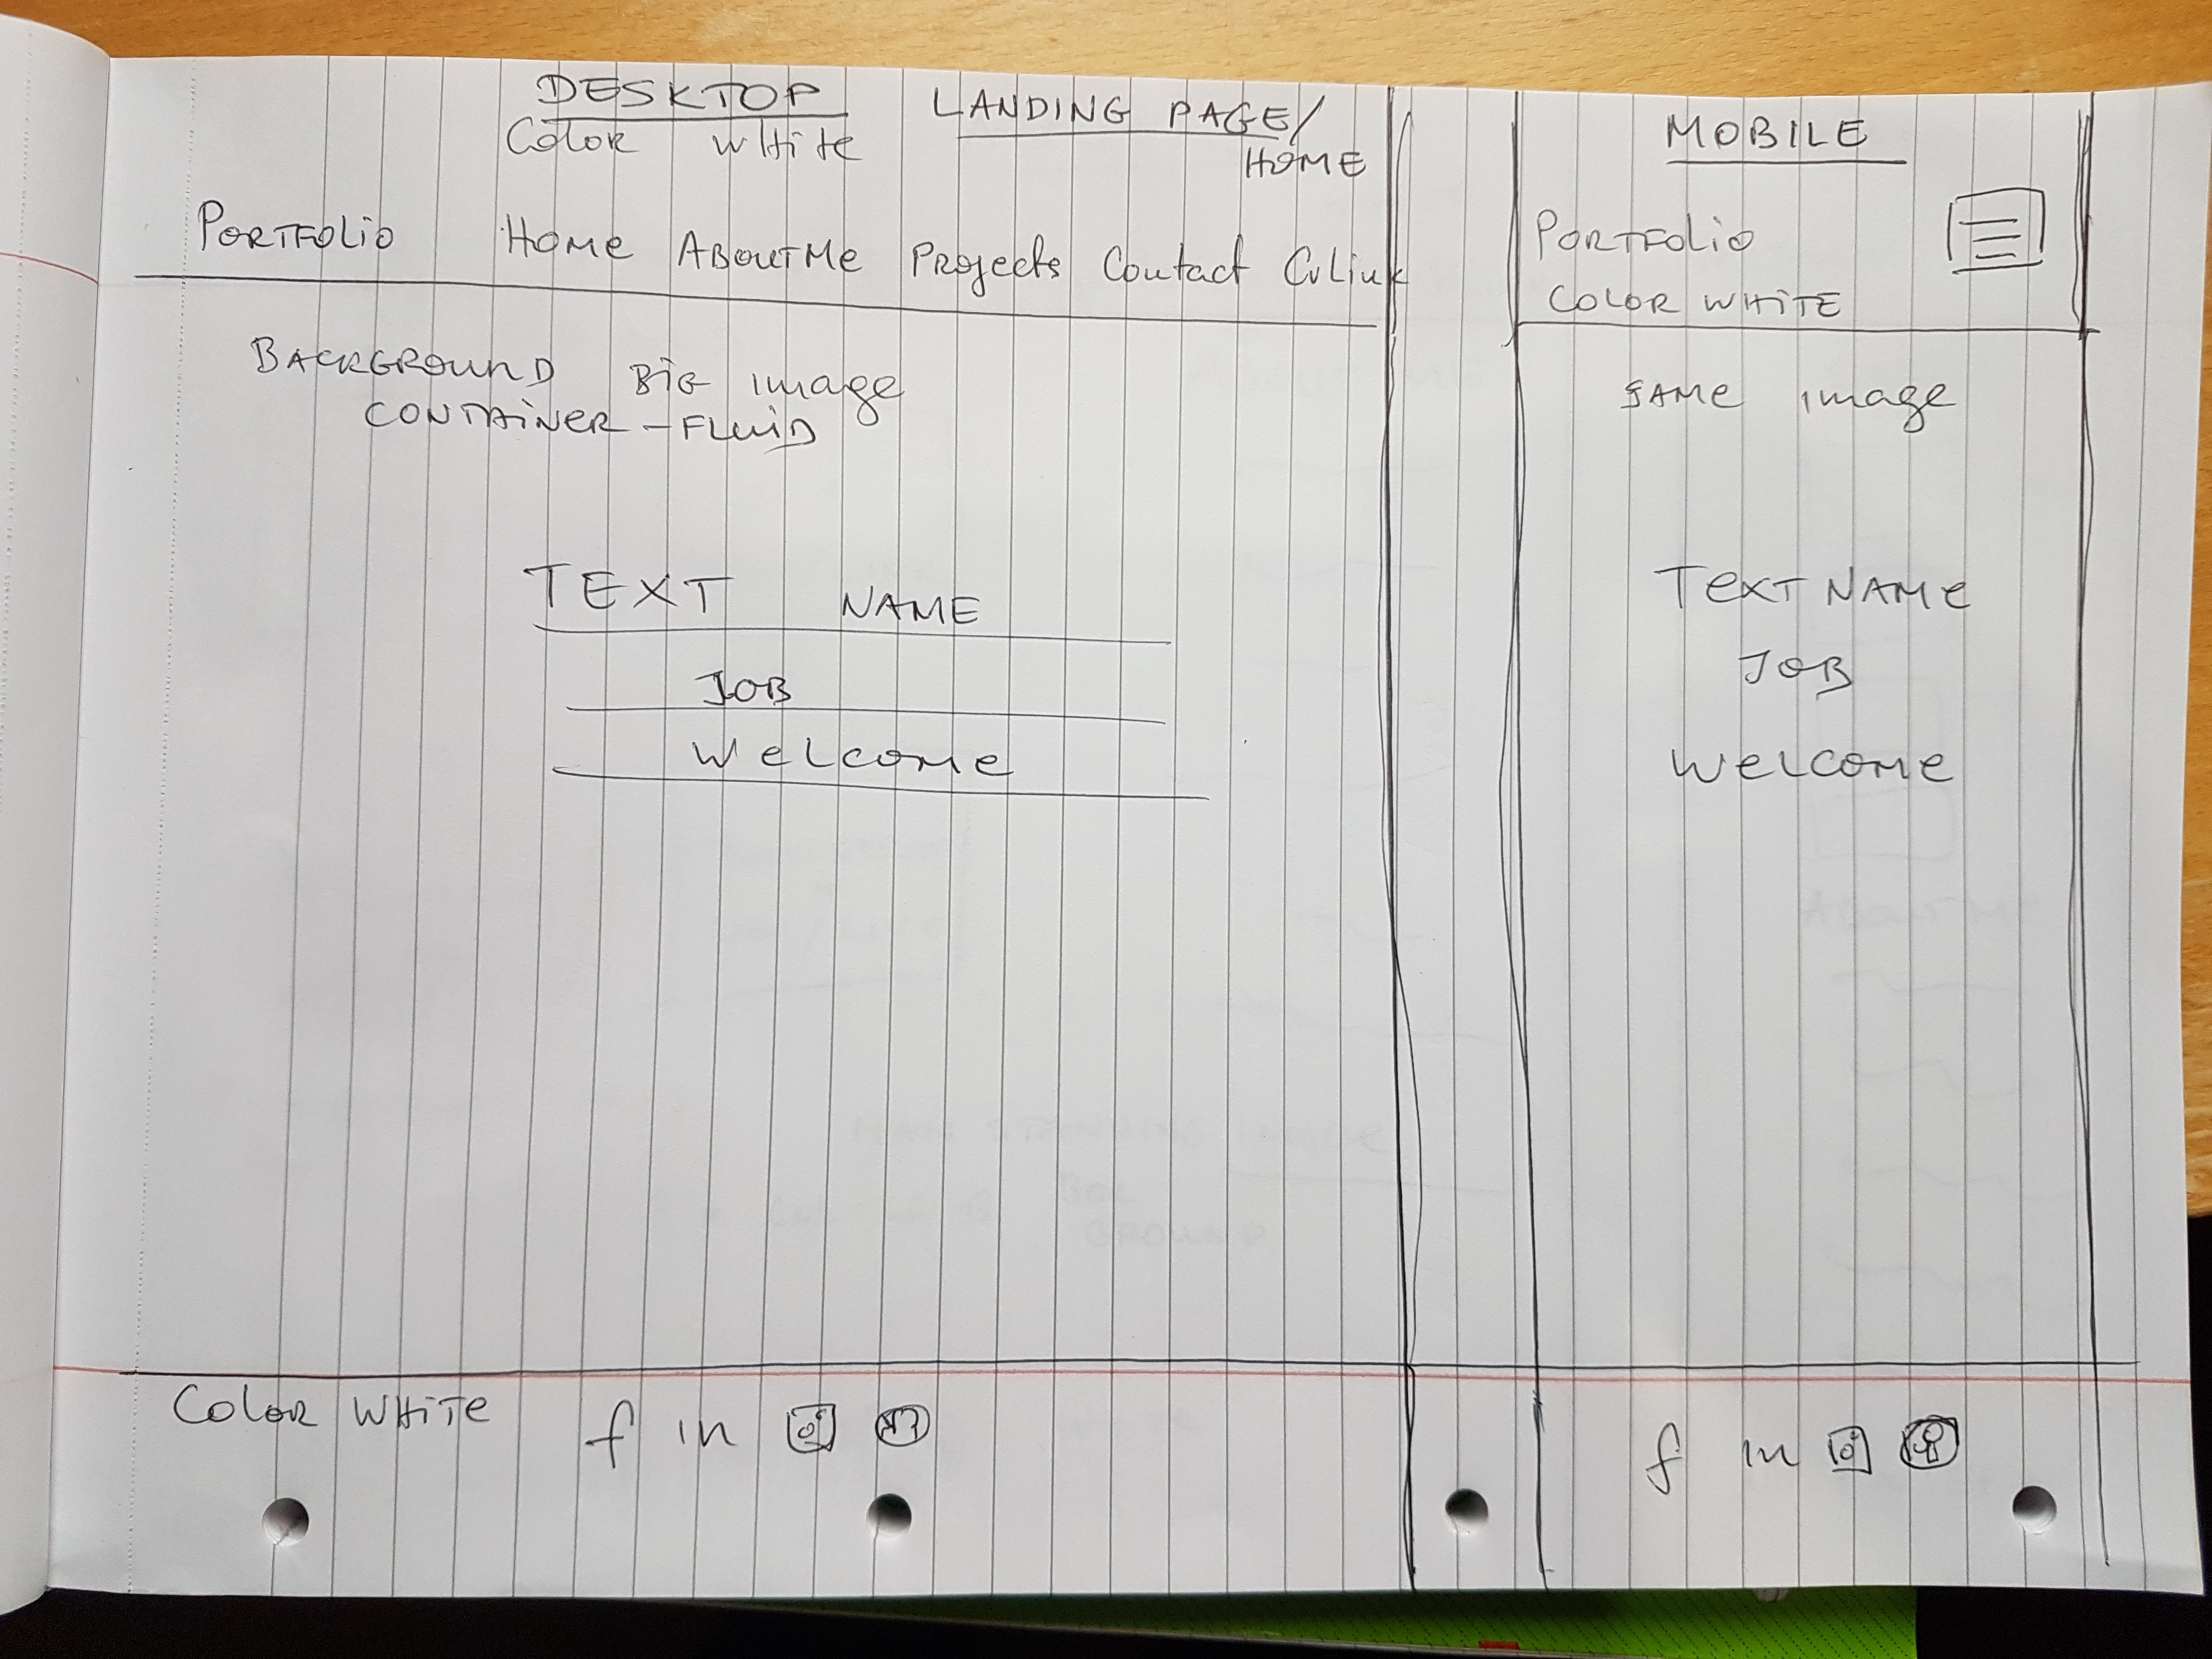 DESKTOP LANDING PAGE/
Color White HOME
PORTFOLIO Home AboutMe Projects Contact CvLink
BACKGROUND BIG image
CONTAINER-FLUID
TEXT NAME
JOB
Welcome
Color WHITE f in
MOBILE
PORTFOLIO
COLOR WHITE
SAME image
TEXT NAME
JOB
WELCOME
f in